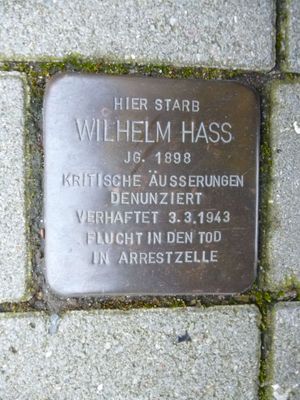 HIER STARB
WILHELM HASS
JG. 1898
KRITISCHE ÄUSSERUNGEN
DENUNZIERT
VERHAFTET 3.3.1943
FLUCHT IN DEN TOD
IN ARRESTZELLE